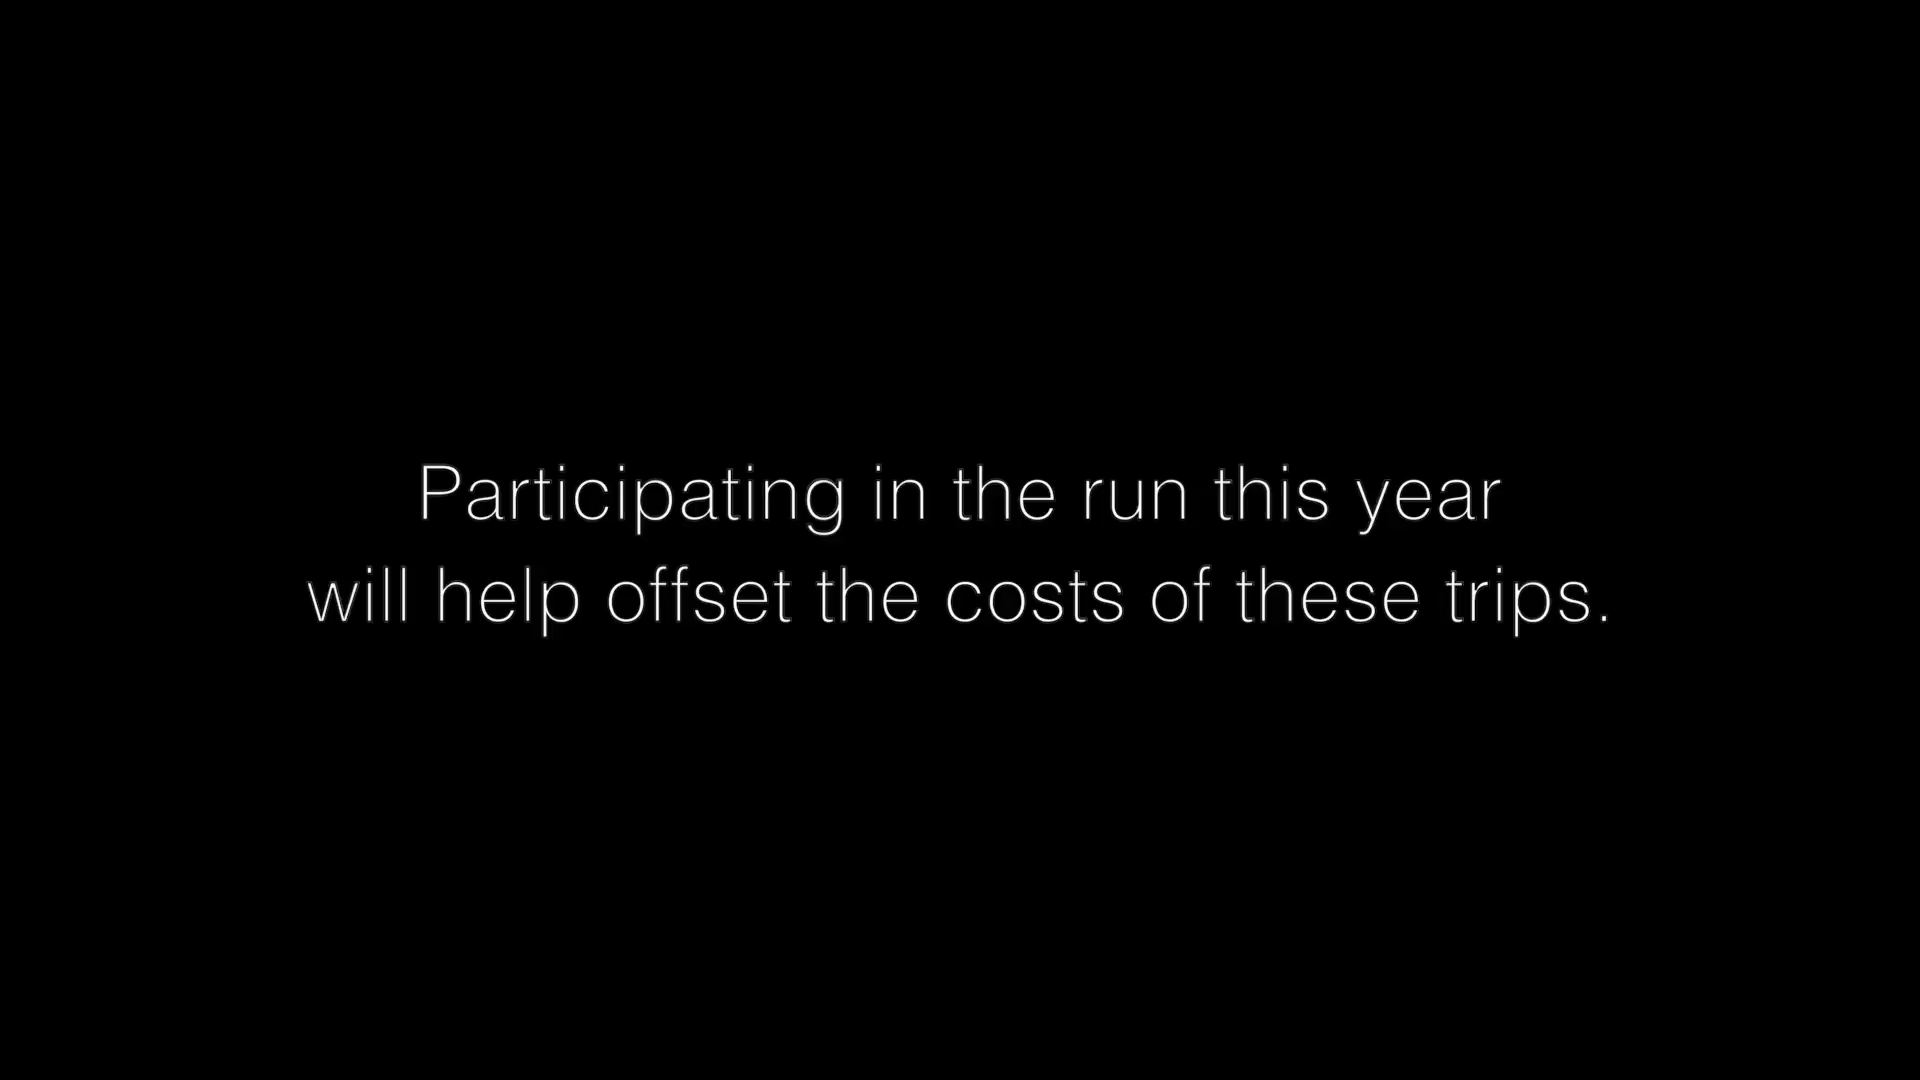 Participating in the run this year
will help offset the costs of these trips.